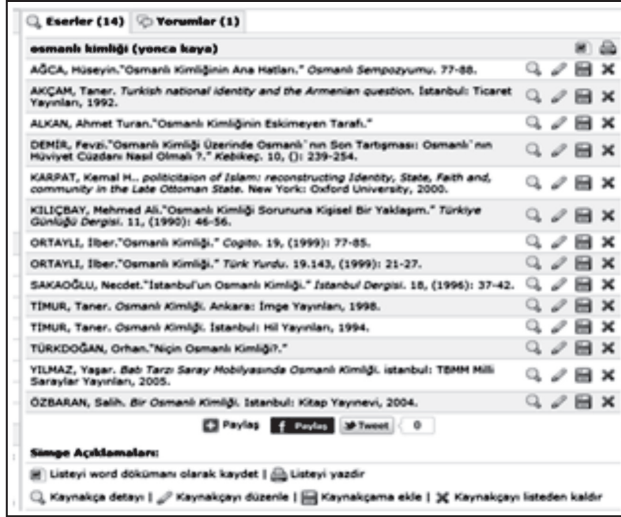 Eserler (14) Yorumlar (1)
osmanlı kimliği (yonca kaya)
AĞCA, Hüseyin."Osmanlı Kimliğinin Ana Hatları." Osmanlı Sempozyumu. 77-88.
AKÇAM, Taner. Turkish national identity and the Armenian question. İstanbul: Ticaret
Yayınları, 1992.
ALKAN, Ahmet Turan."Osmanlı Kimliğinin Eskimeyen Tarafı."
DEMİR, Fevzi."Osmanlı Kimliği Üzerinde Osmanlı`nın Son Tartışması: Osmanlı`nın
Hüviyet Cüzdanı Nasıl Olmalı ?." Kebikeç. 10, (): 239-254.
KARPAT, Kemal H.. politicitaion of Islam: reconstructing Identity, State, Faith and,
community in the Late Ottoman State. New York: Oxford University, 2000.
KILIÇBAY, Mehmed Ali."Osmanlı Kimliği Sorununa Kişisel Bir Yaklaşım." Türkiye
Günlüğü Dergisi. 11, (1990): 46-56.
ORTAYLI, İlber."Osmanlı Kimliği." Cogito. 19, (1999): 77-85.
ORTAYLI, İlber."Osmanlı Kimliği." Türk Yurdu. 19.143, (1999): 21-27.
SAKAOĞLU, Necdet."İstanbul'un Osmanlı Kimliği." İstanbul Dergisi. 18, (1996): 37-42.
TİMUR, Taner. Osmanlı Kimliği. Ankara: İmge Yayınları, 1998.
TİMUR, Taner. Osmanlı Kimliği. İstanbul: Hil Yayınları, 1994.
TÜRKDOĞAN, Orhan."Niçin Osmanlı Kimliği?."
YILMAZ, Yaşar. Batı Tarzı Saray Mobilyasında Osmanlı Kimliği. istanbul: TBMM Milli
Saraylar Yayınları, 2005.
ÖZBARAN, Salih. Bir Osmanlı Kimliği. İstanbul: Kitap Yayınevi, 2004.
Paylaş Paylaş Tweet 0
Simge Açıklamaları:
Listeyi word dökümanı olarak kaydet | Listeyi yazdir
Kaynakça detayı | Kaynakçayı düzenle | Kaynakçama ekle | Kaynakçayı listeden kaldır